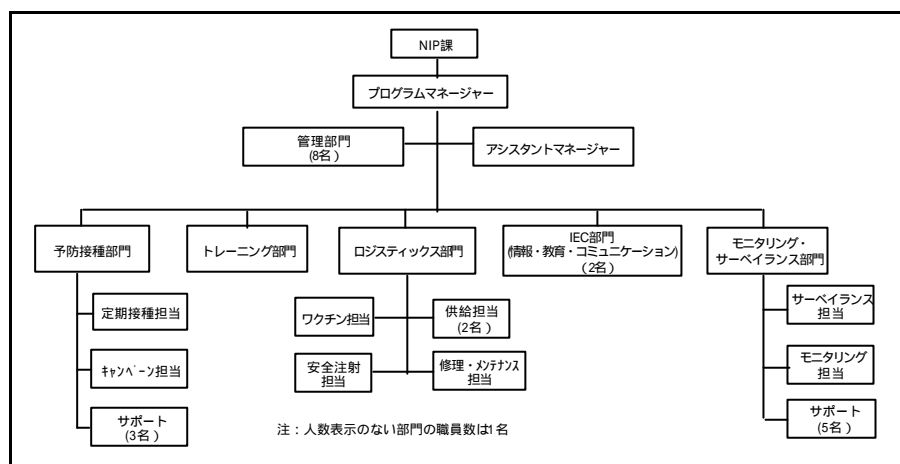 NIP課
プログラムマネージャー
管理部門
(8名)
アシスタントマネージャー
予防接種部門
トレーニング部門
ロジスティックス部門
IEC部門
(情報・教育・コミュニケーション)
(2名)
モニタリング・
サーベイランス部門
定期接種担当
キャンペーン担当
サポート
(3名)
ワクチン担当
供給担当
(2名)
安全注射
担当
修理・メンテナンス
担当
サーベイランス
担当
モニタリング
担当
サポート
(5名)
注：人数表示のない部門の職員数は1名